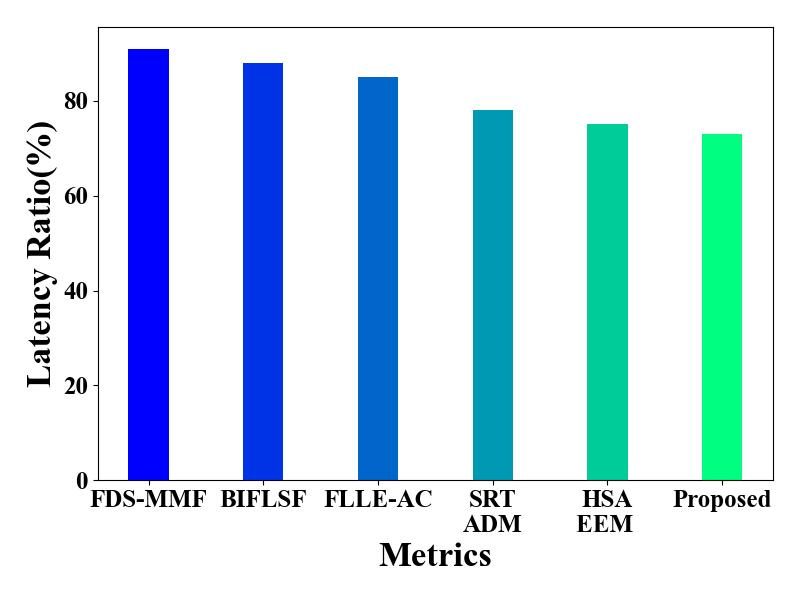 Latency Ratio(%)
80
60
40
20
0
FDS-MMF BIFLSF FLLE-AC SRT HSA Proposed
ADM EEM
Metrics